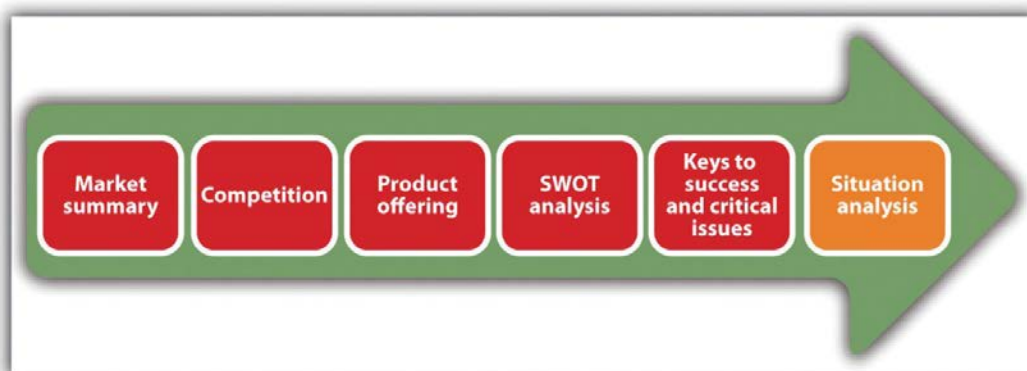 Market
summary
Competition
Product
offering
SWOT
analysis
Keys to
success
and critical
issues
Situation
analysis